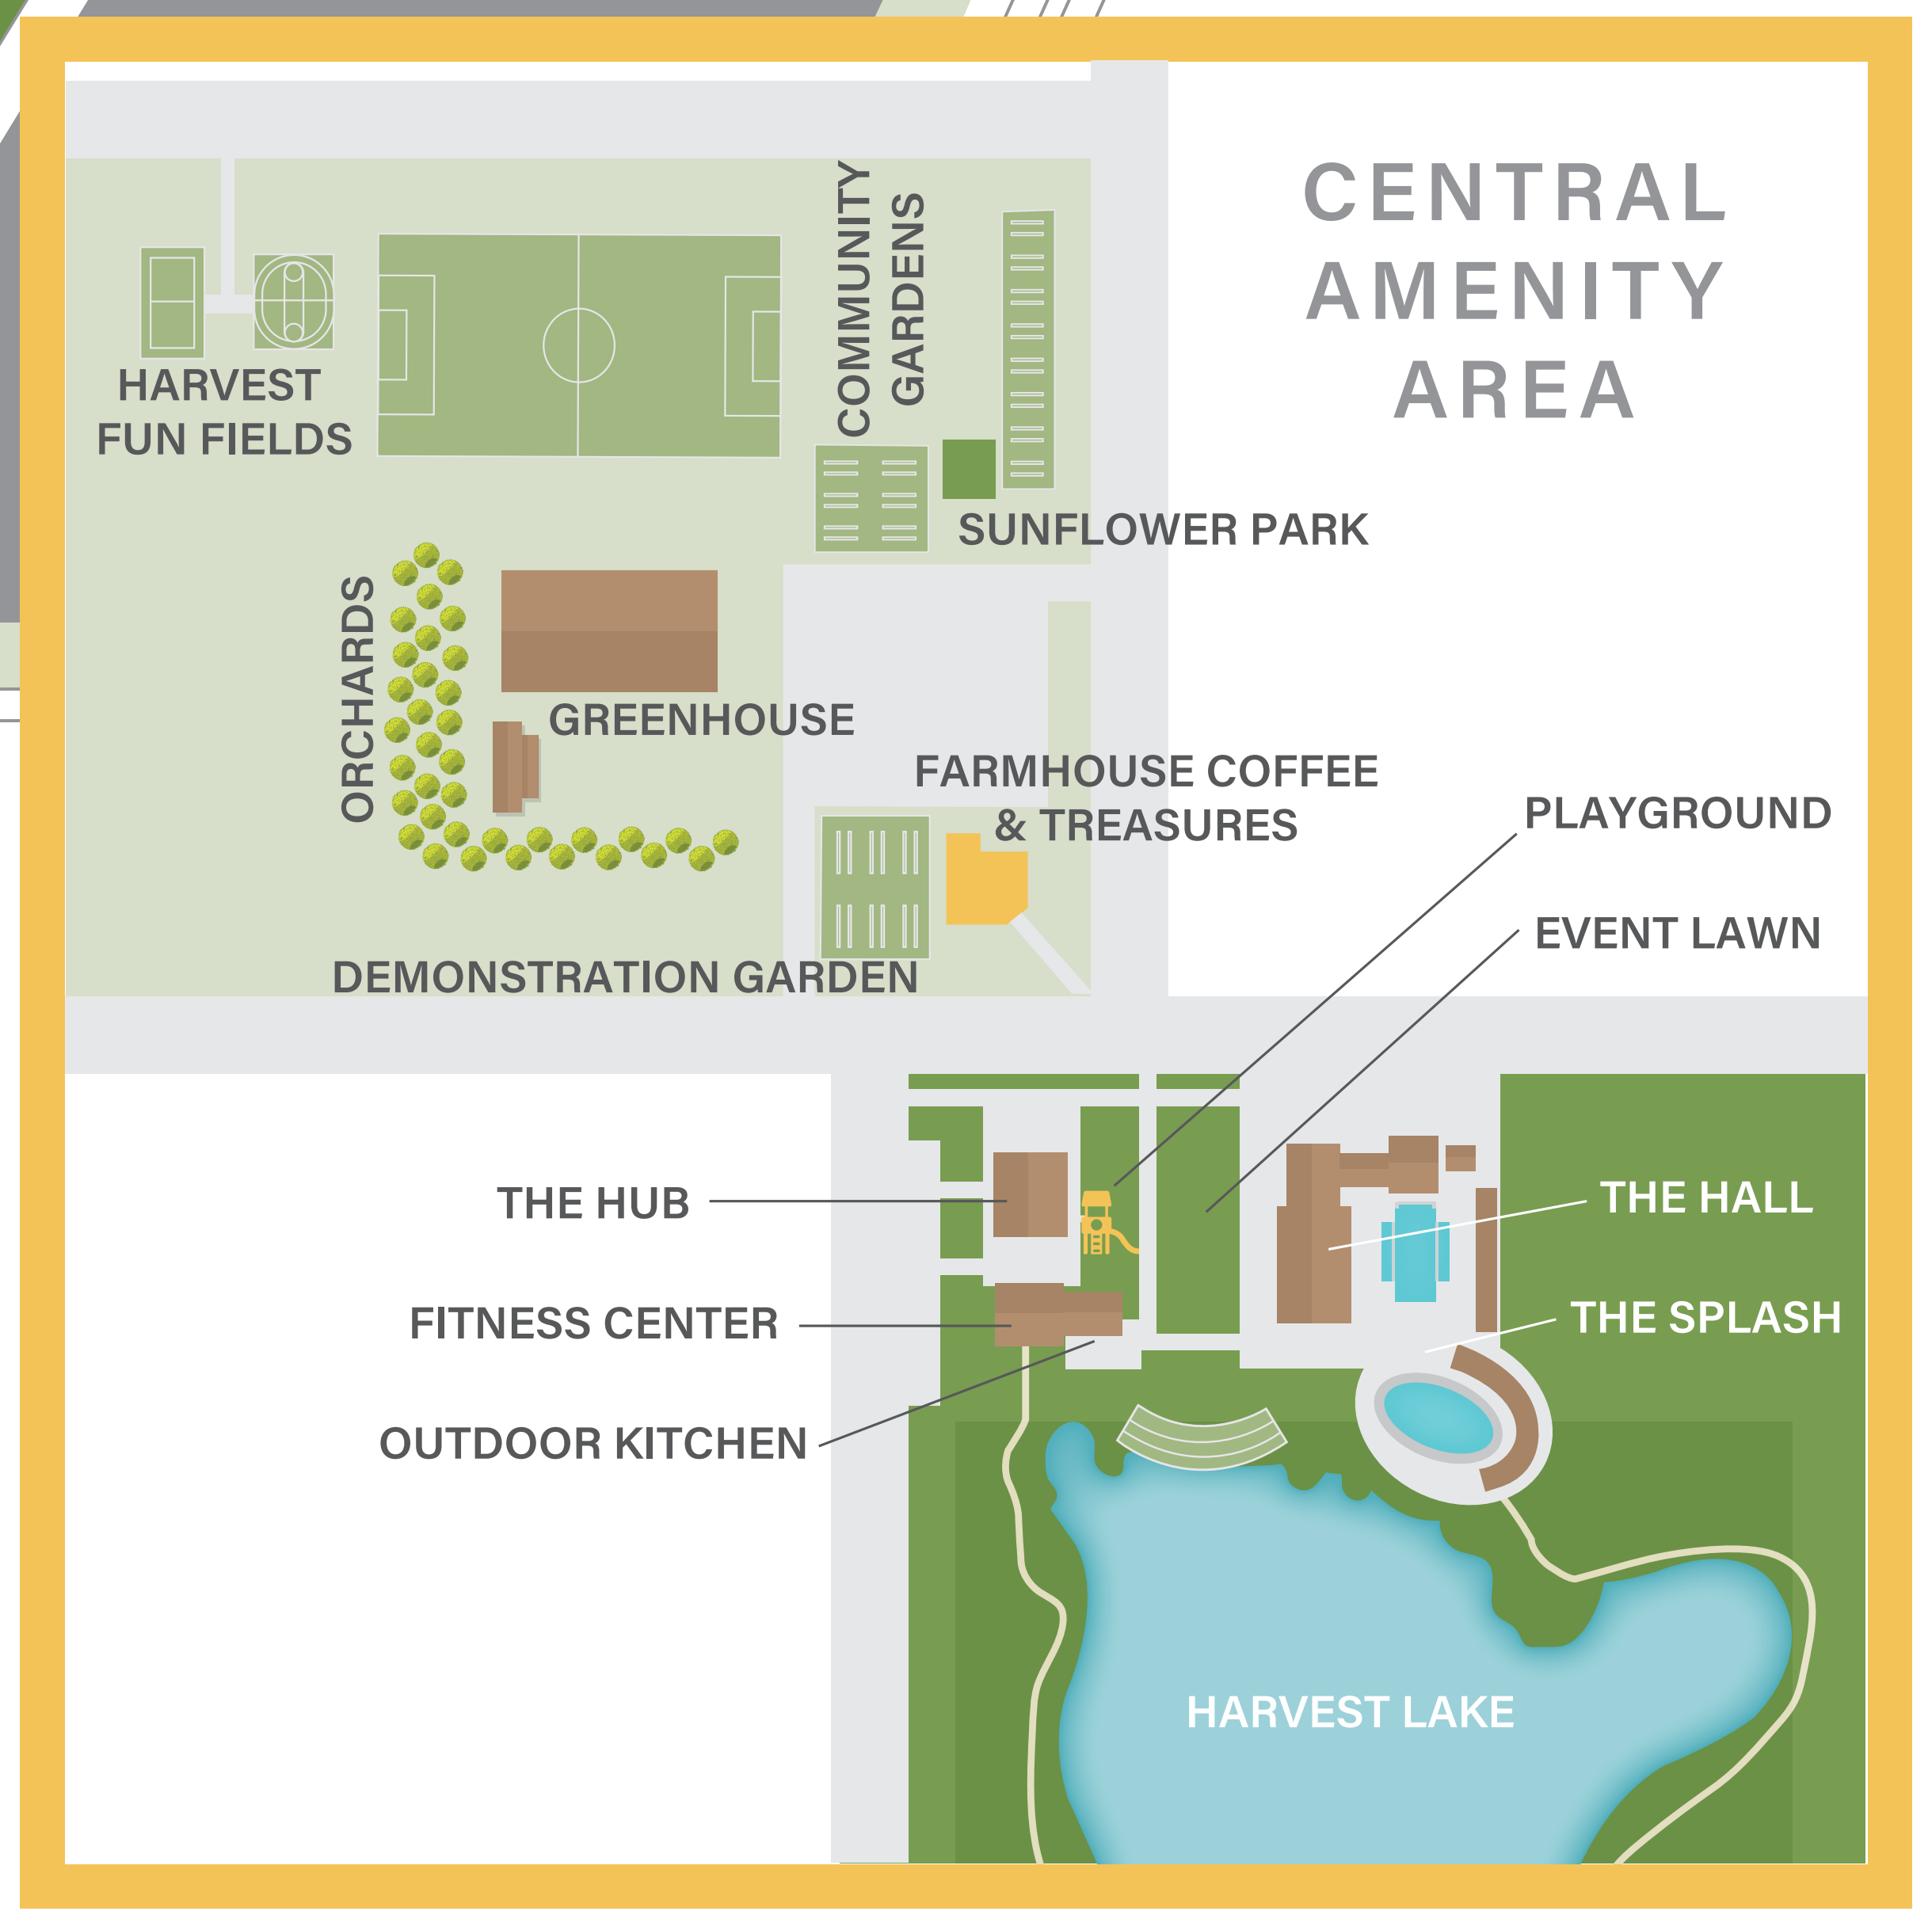 CENTRAL
AMENITY
AREA
COMMUNITY
GARDENS
HARVEST
FUN FIELDS
SUNFLOWER PARK
ORCHARDS
GREENHOUSE
FARMHOUSE COFFEE
& TREASURES
PLAYGROUND
EVENT LAWN
DEMONSTRATION GARDEN
THE HUB
THE HALL
FITNESS CENTER
THE SPLASH
OUTDOOR KITCHEN
HARVEST LAKE